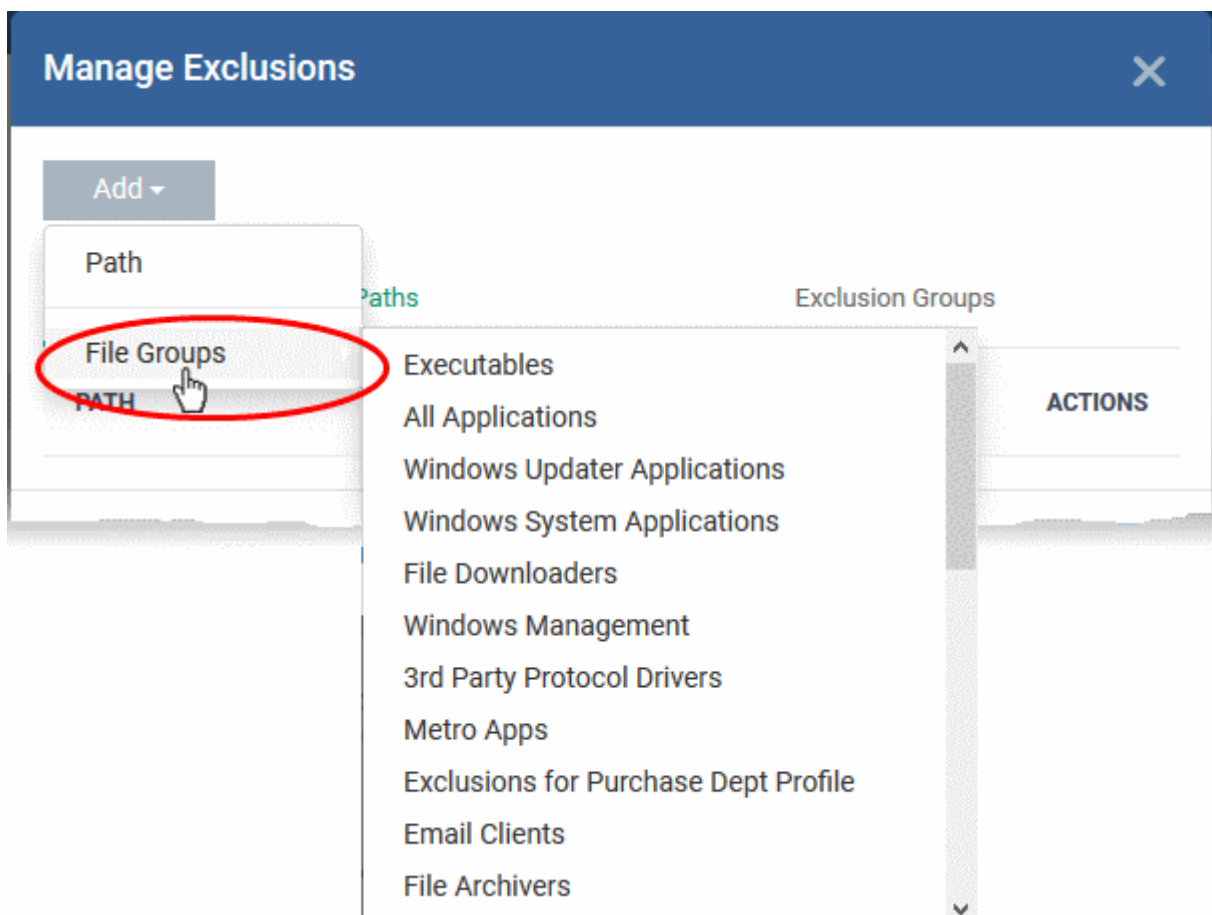 Manage Exclusions
Add
Path
Paths
Exclusion Groups
File Groups
PATH
ACTIONS
Executables
All Applications
Windows Updater Applications
Windows System Applications
File Downloaders
Windows Management
3rd Party Protocol Drivers
Metro Apps
Exclusions for Purchase Dept Profile
Email Clients
File Archivers